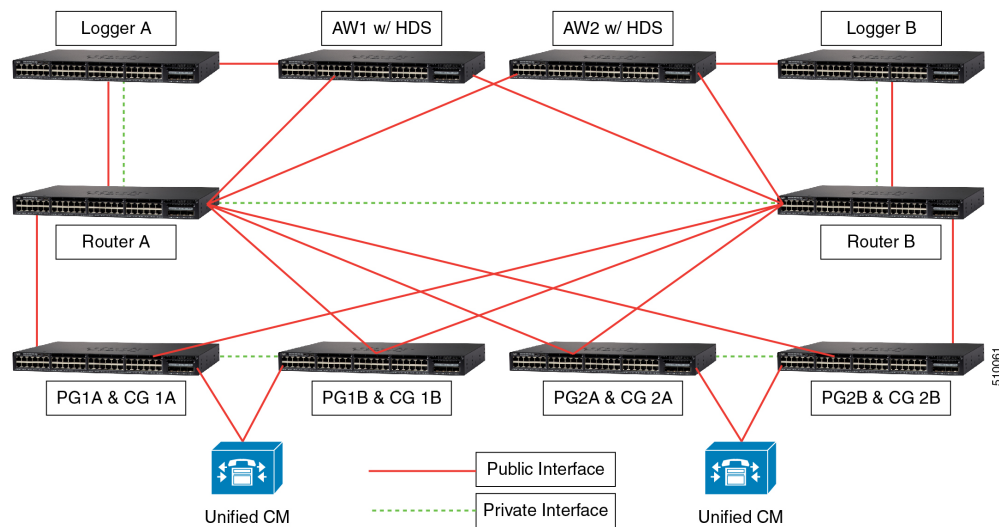 Logger A
AW1 w/ HDS
AW2 w/ HDS
Logger B
Router A
Router B
PG1A & CG 1A
PG1B & CG 1B
PG2A & CG 2A
PG2B & CG 2B
510061
Public Interface
Private Interface
Unified CM
Unified CM